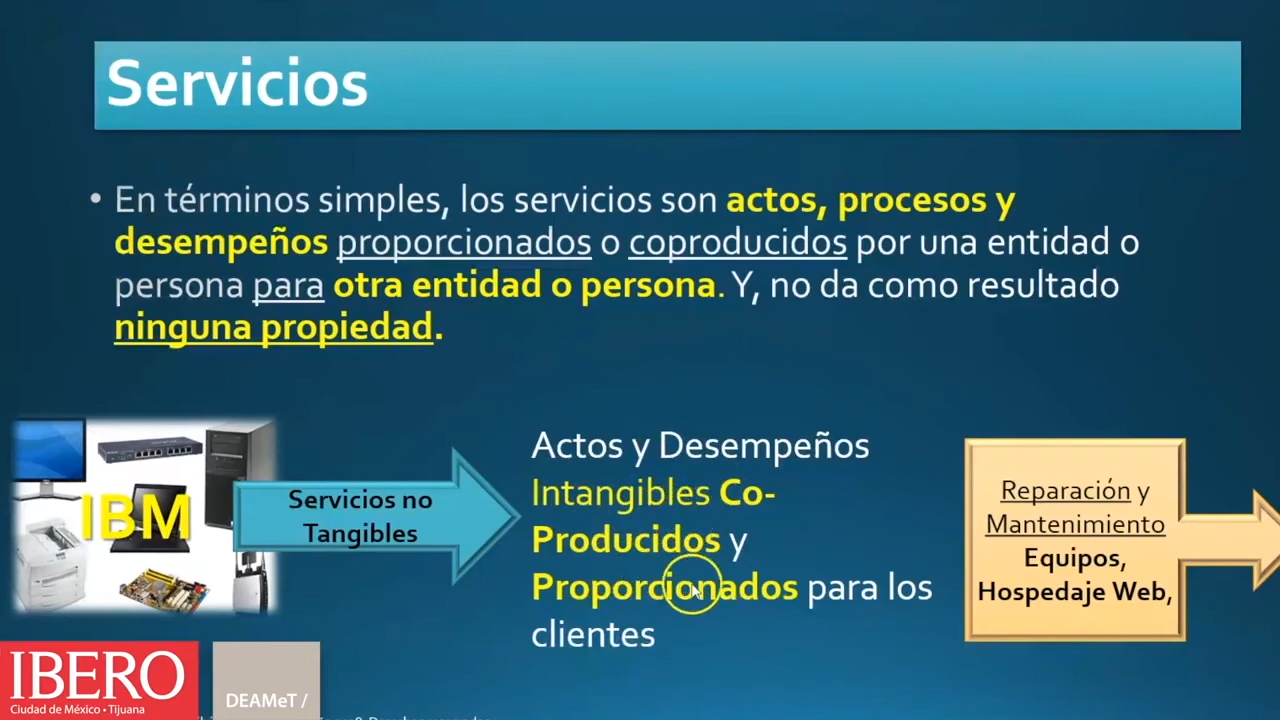 Servicios
• En términos simples, los servicios son actos, procesos y
desempeños proporcionados o coproducidos por una entidad o
persona para otra entidad o persona. Y, no da como resultado
ninguna propiedad.
IBM
Servicios no
Tangibles
Actos y Desempeños
Intangibles Co-
Producidos y
Proporcionados para los
clientes
Reparación y
Mantenimiento
Equipos,
Hospedaje Web,
IBERO
Ciudad de México • Tijuana
DEAMeT /